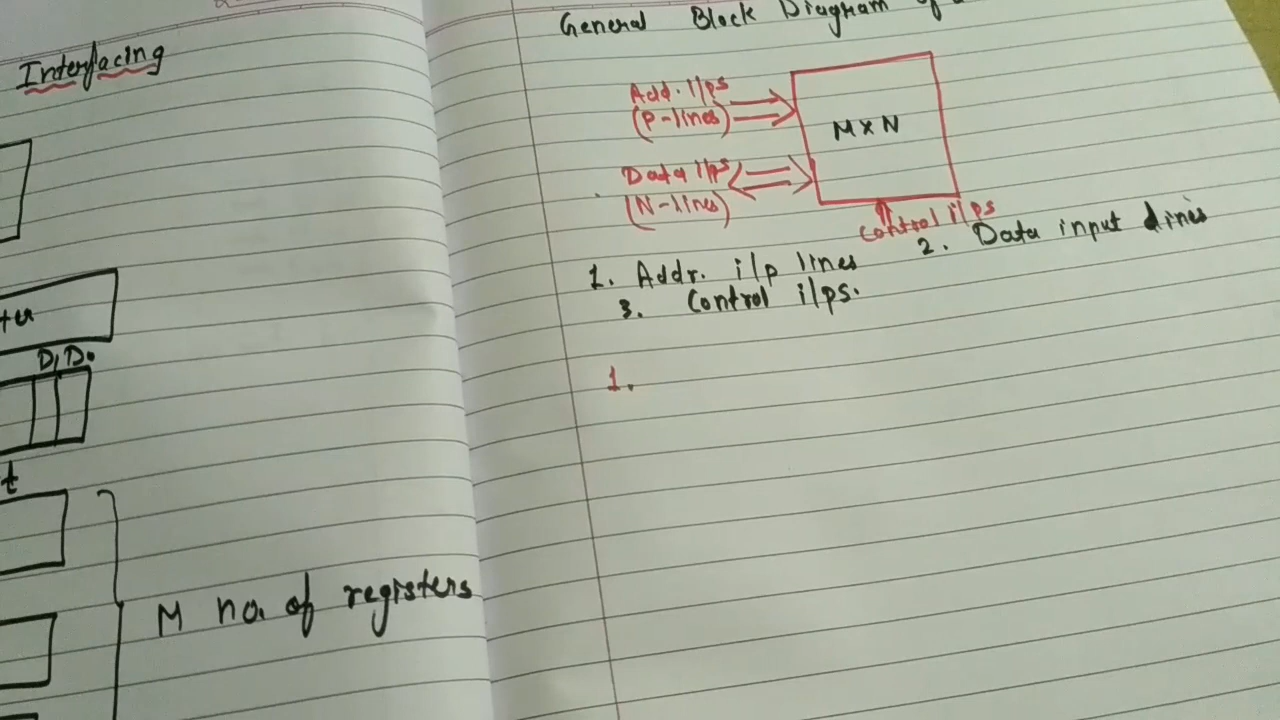 Interfacing
D₁ D₀
M no. of registers
General Block Diagram
Add. i/ps
(P-lines)
M x N
Data i/ps
(N-lines)
control i/ps
1. Addr. i/p lines 2. Data input lines
3. Control i/ps.
1.